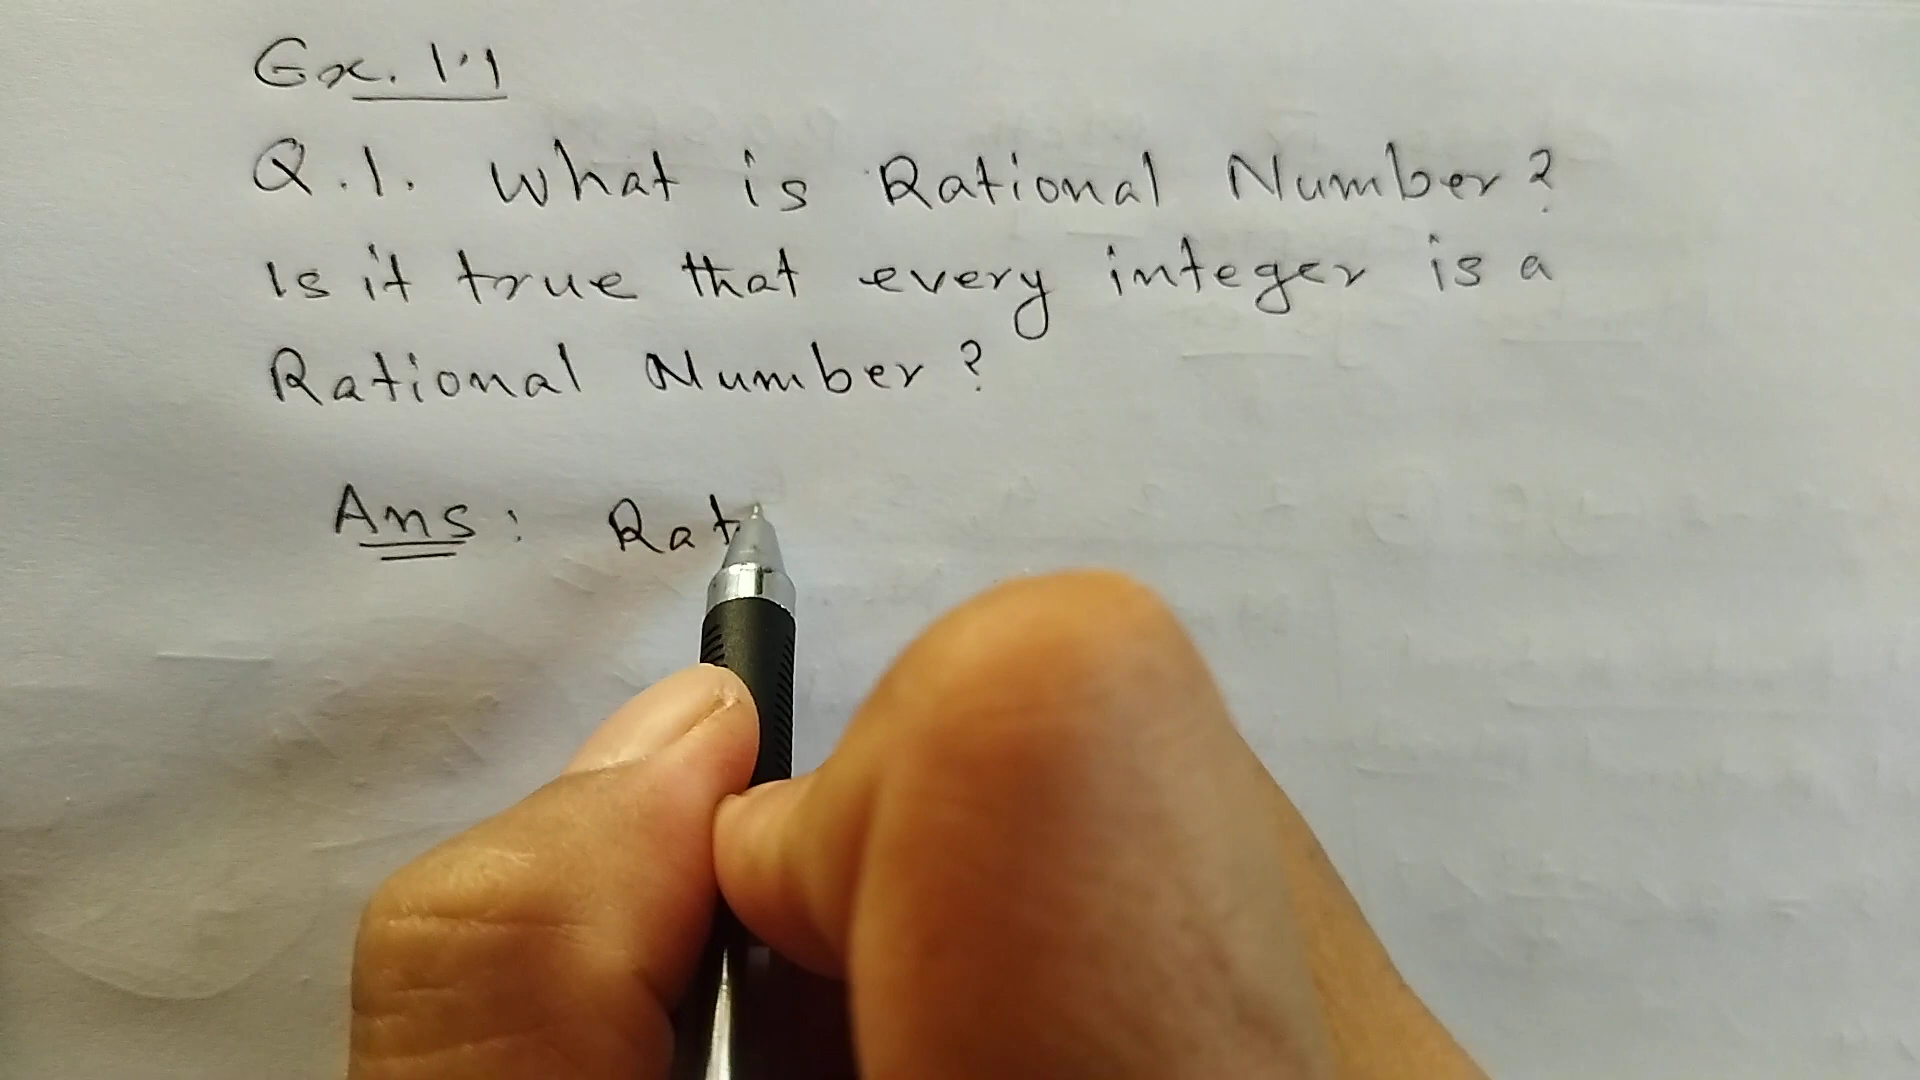 Ex. 1.1
Q.1. What is Rational Number?
Is it true that every integer is a
Rational Number?
Ans: Rat